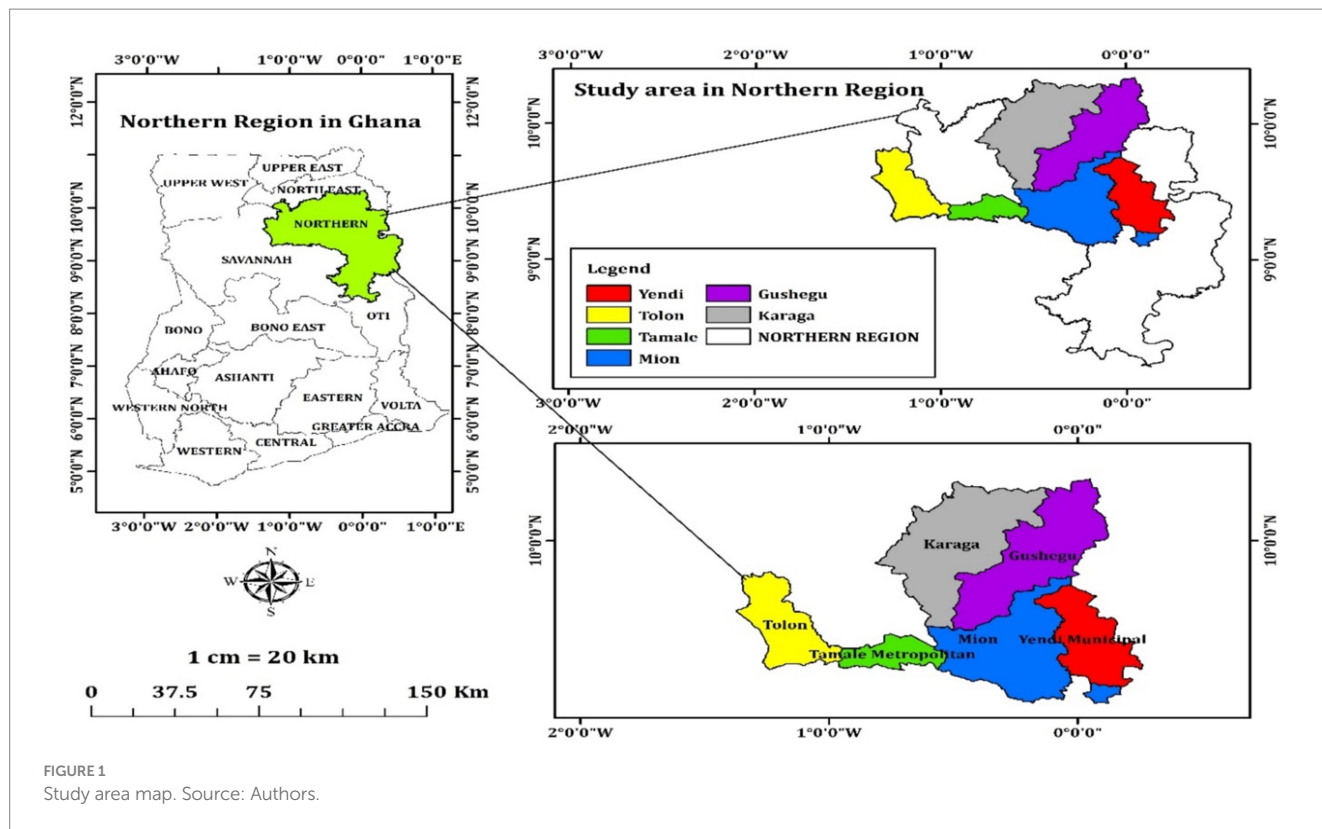 3°0'0"W 1°0'0"W 0°0'0" 1°0'0"E
12°0'0"N
10°0'0"N
9°0'0"N
8°0'0"N
7°0'0"N
6°0'0"N
5°0'0"N
Northern Region in Ghana
UPPER EAST
UPPER WEST
NORTH EAST
NORTHERN
SAVANNAH
OTI
BONO
BONO EAST
AHAFO
ASHANTI
EASTERN
VOLTA
WESTERN NORTH
GREATER ACCRA
CENTRAL
WESTERN
12°0'0"N
10°0'0"N
9°0'0"N
8°0'0"N
7°0'0"N
6°0'0"N
5°0'0"N
3°0'0"W 2°0'0"W 1°0'0"W 0°0'0" 1°0'0"E
N
W E
S
1 cm = 20 km
0 37.5 75 150 Km
3°0'0"W 2°0'0"W 1°0'0"W 0°0'0"
Study area in Northern Region
10°0'0"N
9°0'0"N
10°0'0"N
9°0'0"N
Legend
Yendi Gushegu
Tolon Karaga
Tamale NORTHERN REGION
Mion
3°0'0"W 2°0'0"W 1°0'0"W 0°0'0"
2°0'0"W 1°0'0"W 0°0'0"
10°0'0"N
10°0'0"N
Karaga
Gushegu
Tolon
Mion
Yendi Municipal
Tamale Metropolitan
2°0'0"W 1°0'0"W 0°0'0"
FIGURE 1
Study area map. Source: Authors.